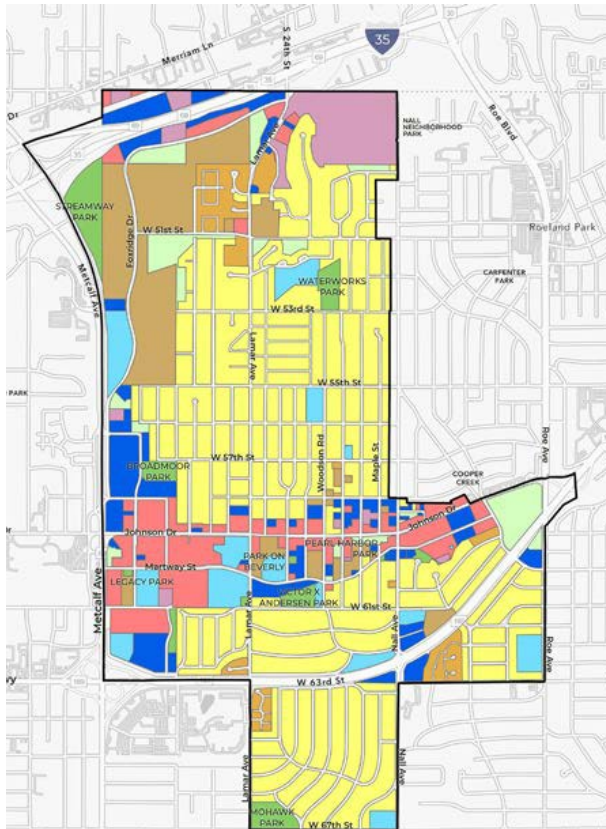 Merriam Ln
S 24th St
35
Dr
Roe Blvd
Lamar Ave
NALL
NEIGHBORHOOD
PARK
STREAMWAY
PARK
Foxridge Dr
W 51st St
Roeland Park
Metcalf Ave
WATERWORKS
PARK
CARPENTER
PARK
W 53rd St
Lamar Ave
W 55th St
PARK
Roe Ave
Woodson Rd
Maple St
W 57th St
BROADMOOR
PARK
COOPER
CREEK
Johnson Dr
Johnson Dr
PEARL HARBOR
PARK
Martway St
PARK ON
BEVERLY
LEGACY PARK
Metcalf Ave
VICTOR X
ANDERSEN PARK
W 61st St
Lamar Ave
Nall Ave
Roe Ave
W 63rd St
Lamar Ave
Nall Ave
MOHAWK
PARK
W 67th St